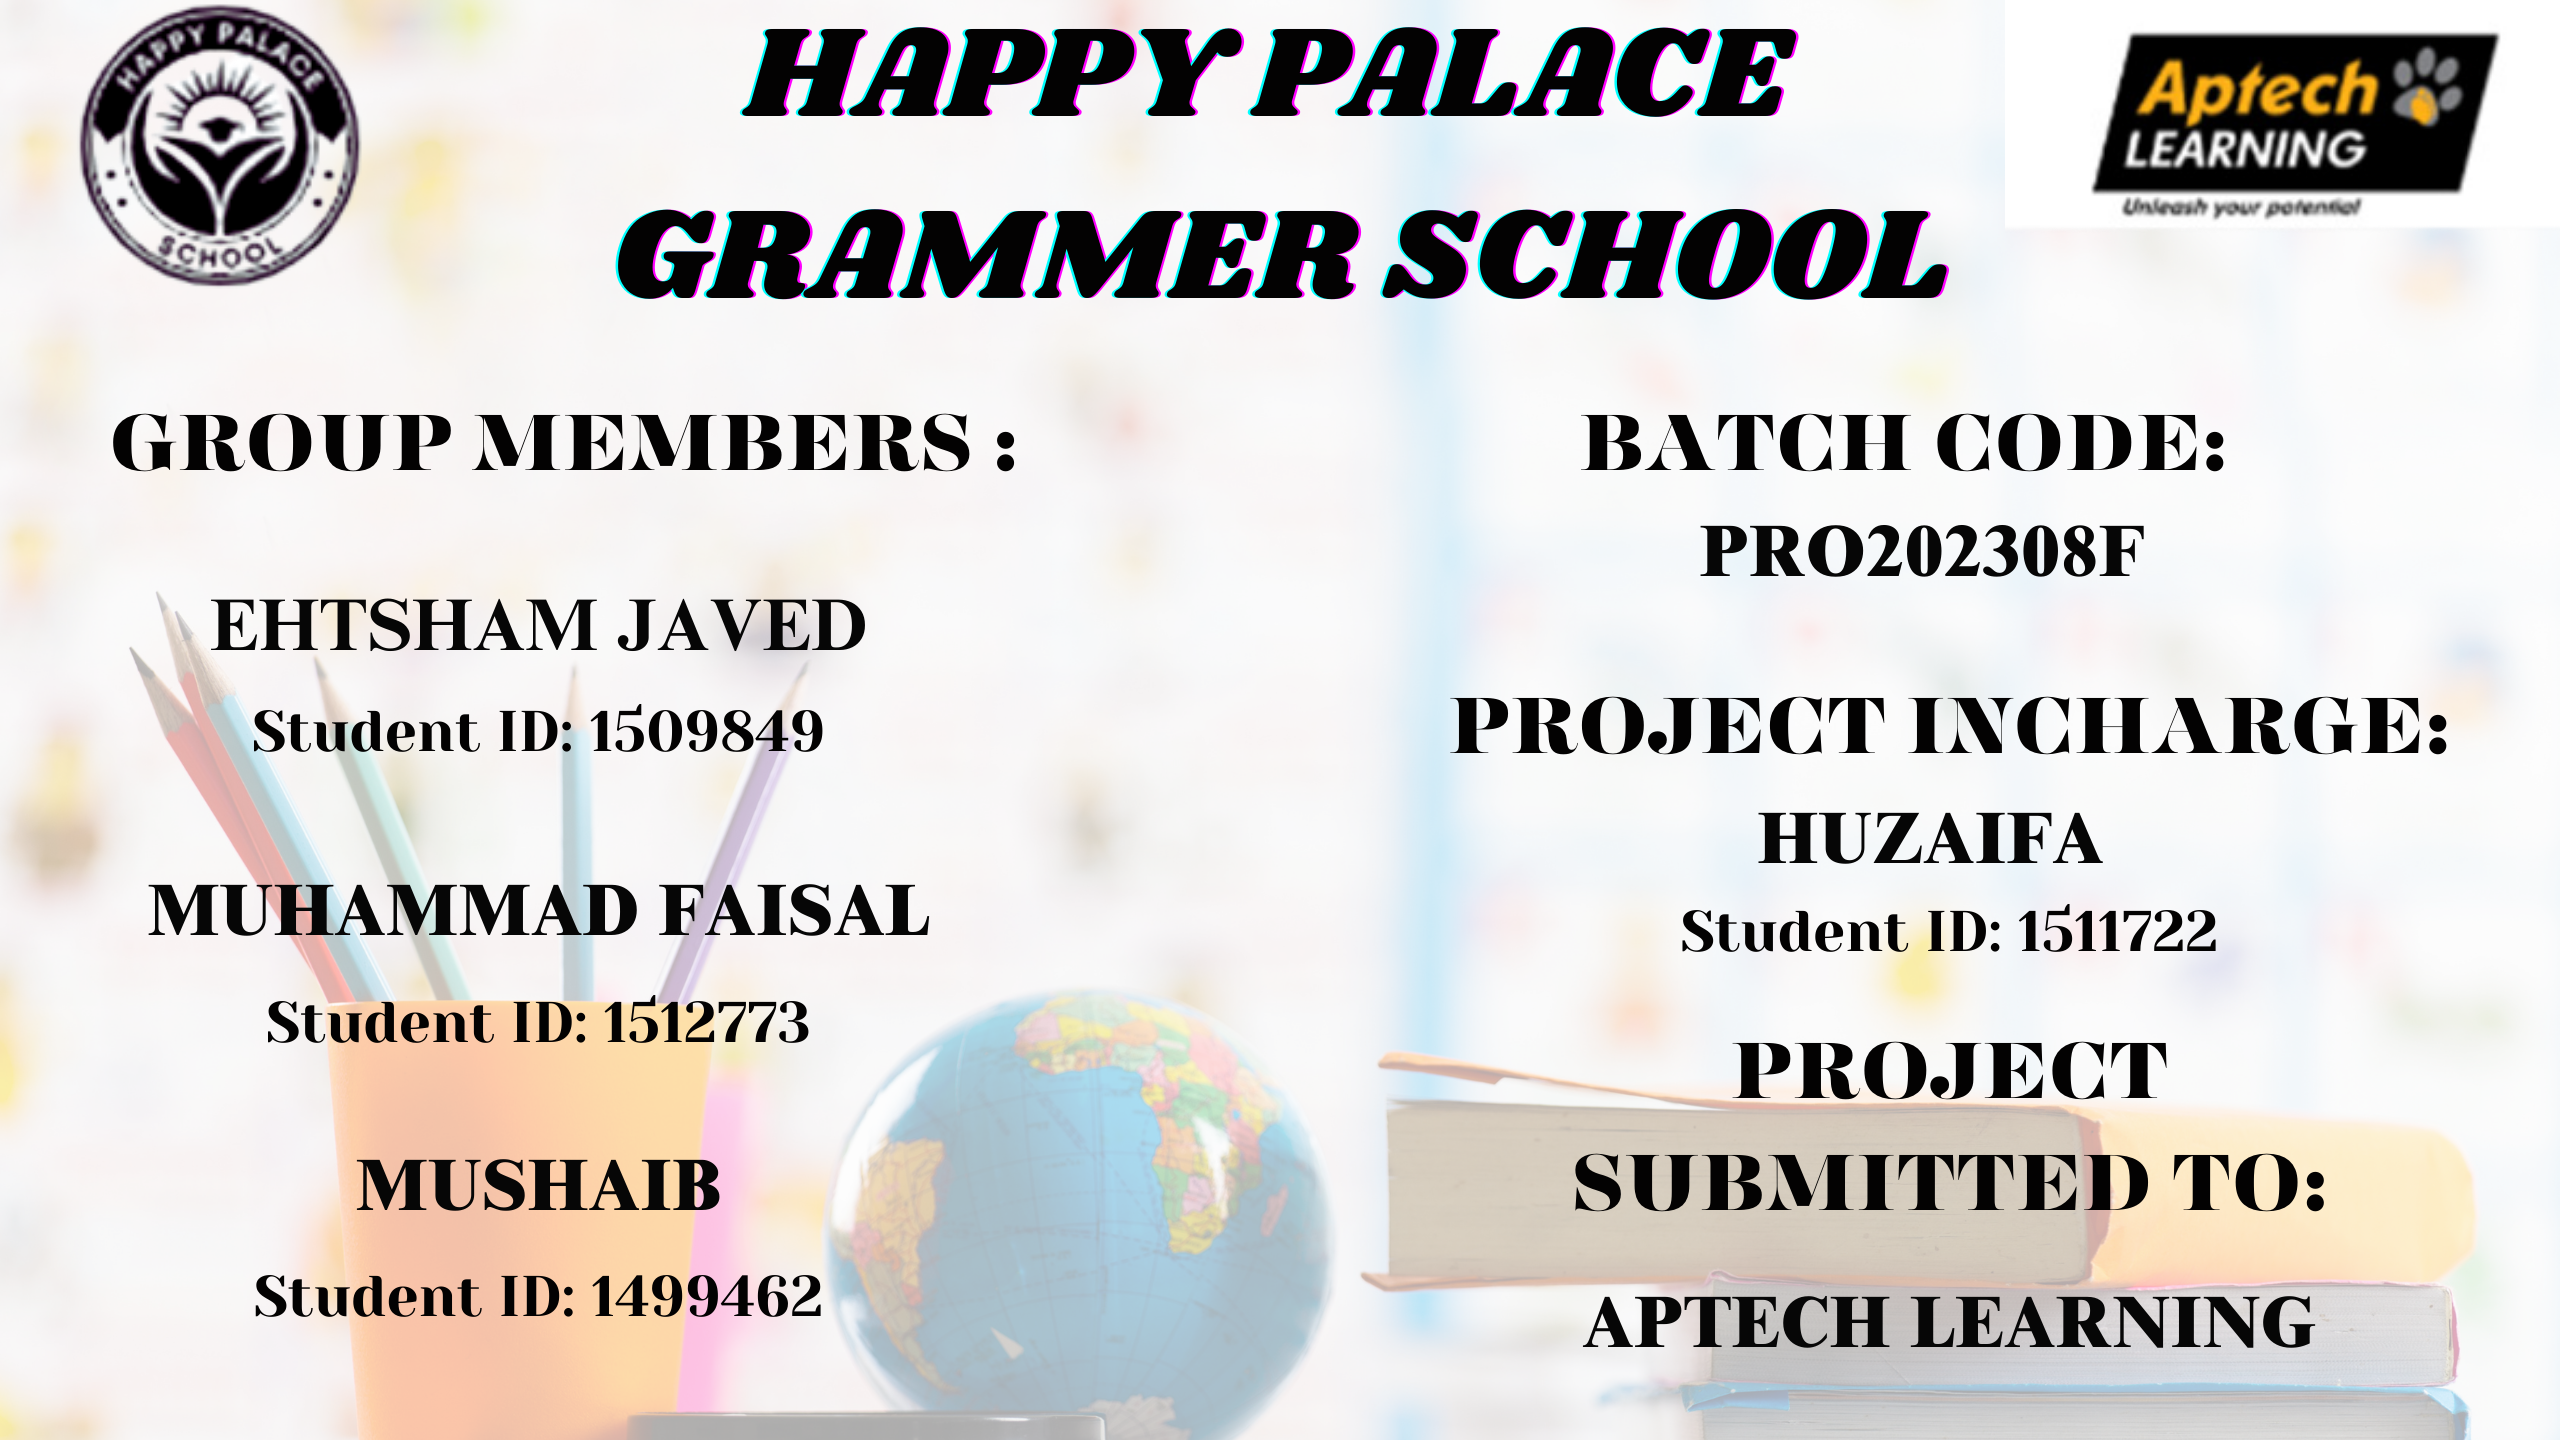 HAPPY PALACE
SCHOOL
HAPPY PALACE
GRAMMER SCHOOL
Aptech
LEARNING
Unleash your potential
GROUP MEMBERS :
EHTSHAM JAVED
Student ID: 1509849
MUHAMMAD FAISAL
Student ID: 1512773
MUSHAIB
Student ID: 1499462
BATCH CODE:
PRO202308F
PROJECT INCHARGE:
HUZAIFA
Student ID: 1511722
PROJECT
SUBMITTED TO:
APTECH LEARNING